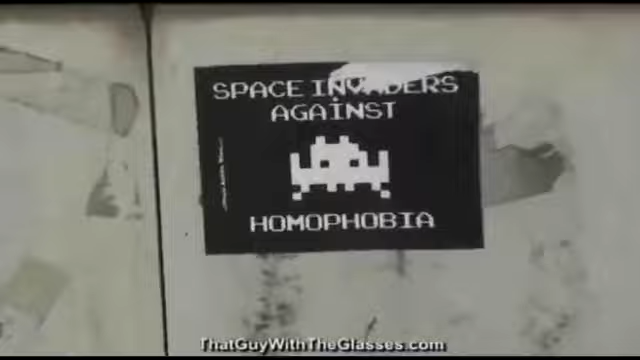 SPACE INVADERS
AGAINST
HOMOPHOBIA
ThatGuyWithTheGlasses.com